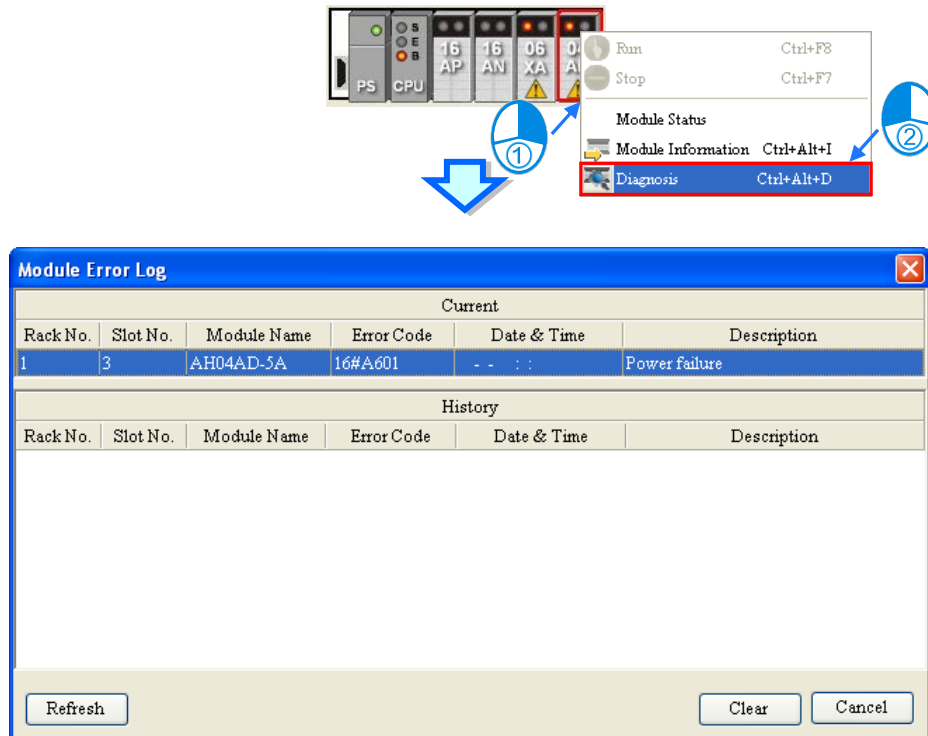 S
E
B
PS CPU 16 AP 16 AN 06 XA
Run Ctrl+F8
Stop Ctrl+F7
Module Status
Module Information Ctrl+Alt+I
Diagnosis Ctrl+Alt+D
1
2
Module Error Log
Current
Rack No. Slot No. Module Name Error Code Date & Time Description
1 3 AH04AD-5A 16#A601 - - : : Power failure
History
Rack No. Slot No. Module Name Error Code Date & Time Description
Refresh Clear Cancel